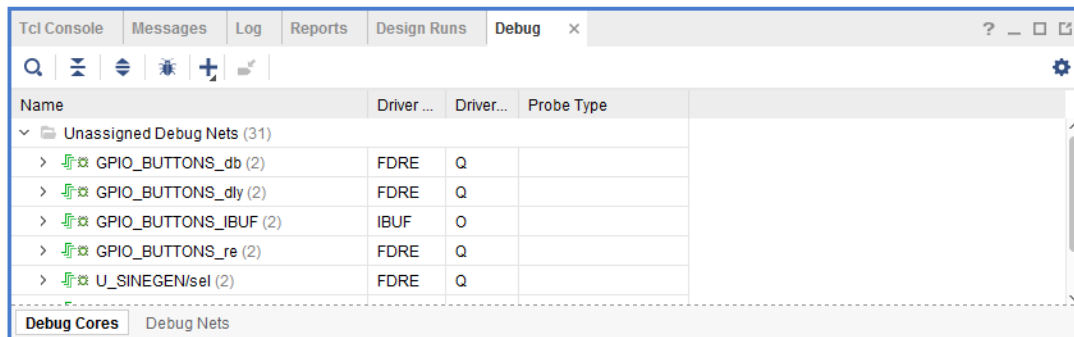 Tcl Console Messages Log Reports Design Runs Debug × ?
Name Driver ... Driver... Probe Type
Unassigned Debug Nets (31)
GPIO_BUTTONS_db (2) FDRE Q
GPIO_BUTTONS_dly (2) FDRE Q
GPIO_BUTTONS_IBUF (2) IBUF O
GPIO_BUTTONS_re (2) FDRE Q
U_SINEGEN/sel (2) FDRE Q
Debug Cores Debug Nets